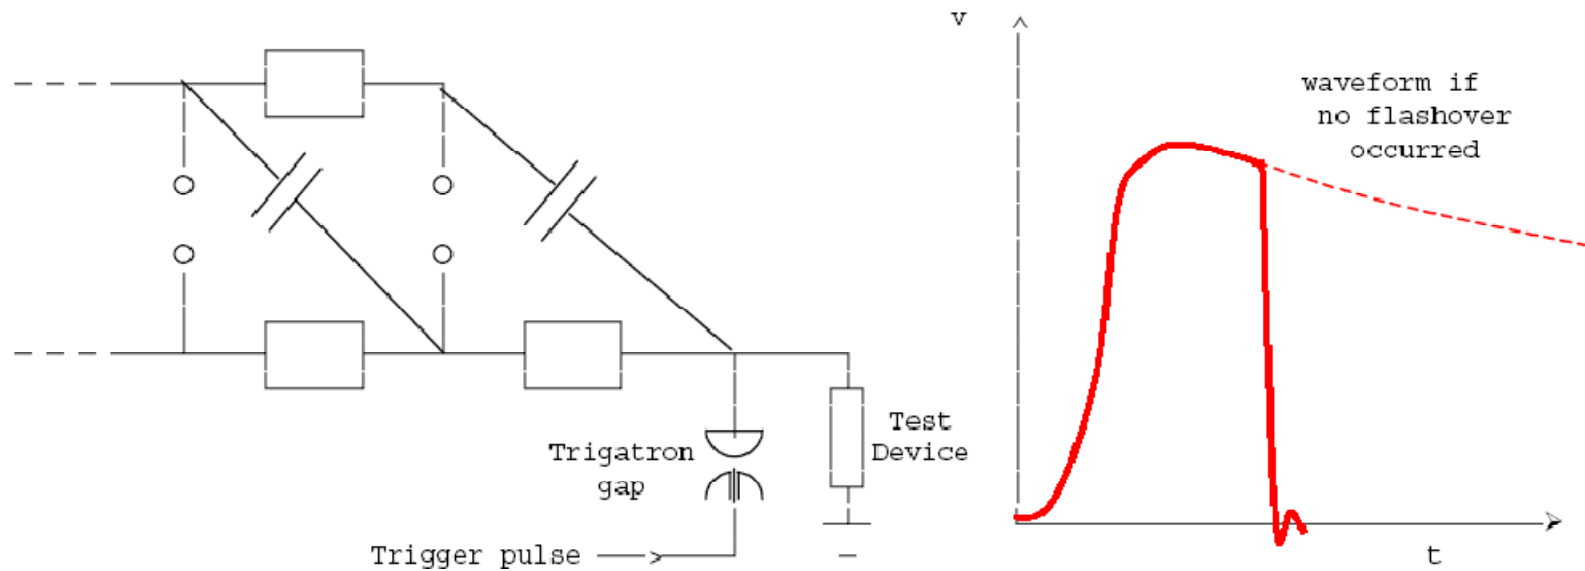 v
waveform if
no flashover
occurred
Test
Device
Trigatron
gap
Trigger pulse
t